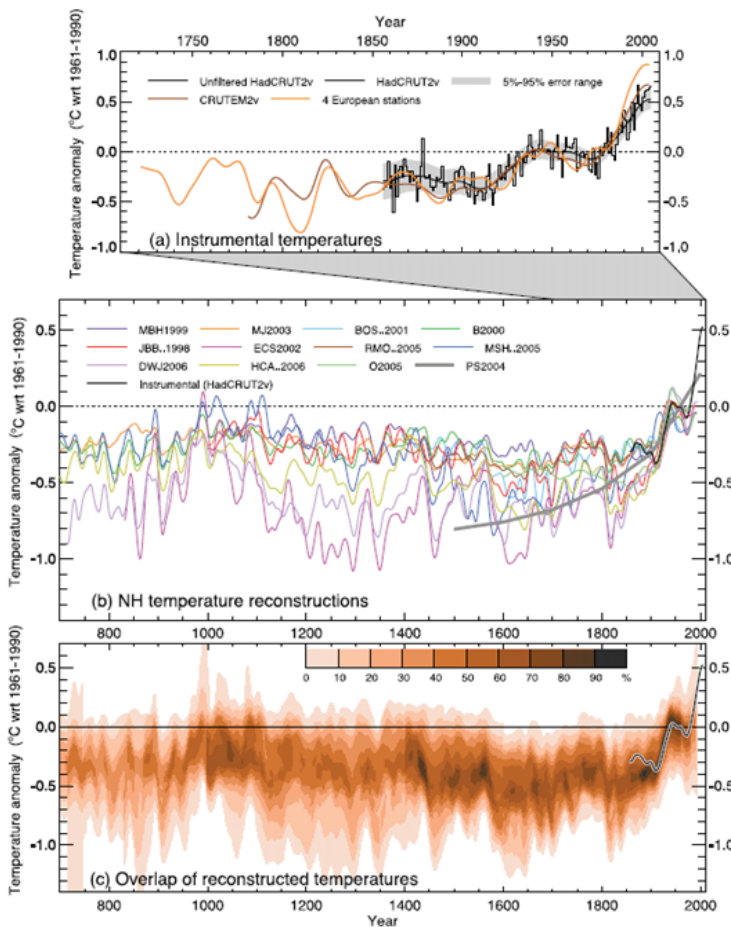 Year
1750 1800 1850 1900 1950 2000
1.0 1.0
Unfiltered HadCRUT2v HadCRUT2v 5%-95% error range
CRUTEM2v 4 European stations
0.5 0.5
0.0 0.0
-0.5 -0.5
-1.0 -1.0
Temperature anomaly (°C wrt 1961-1990)
(a) Instrumental temperatures
MBH1999 MJ2003 BOS..2001 B2000
JBB..1998 ECS2002 RMO..2005 MSH..2005
DWJ2006 HCA..2006 O2005 PS2004
Instrumental (HadCRUT2v)
0.5 0.5
0.0 0.0
-0.5 -0.5
-1.0 -1.0
Temperature anomaly (°C wrt 1961-1990)
(b) NH temperature reconstructions
800 1000 1200 1400 1600 1800 2000
0 10 20 30 40 50 60 70 80 90 %
0.5 0.5
0.0 0.0
-0.5 -0.5
-1.0 -1.0
Temperature anomaly (°C wrt 1961-1990)
(c) Overlap of reconstructed temperatures
800 1000 1200 1400 1600 1800 2000
Year